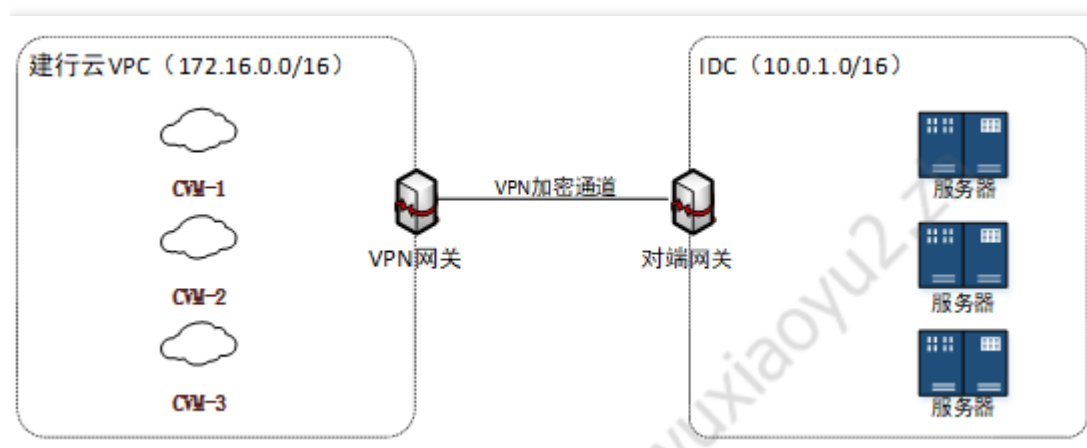 建行云VPC（172.16.0.0/16）
CVM-1
CVM-2
CVM-3
VPN网关
VPN加密通道
对端网关
IDC（10.0.1.0/16）
服务器
服务器
服务器